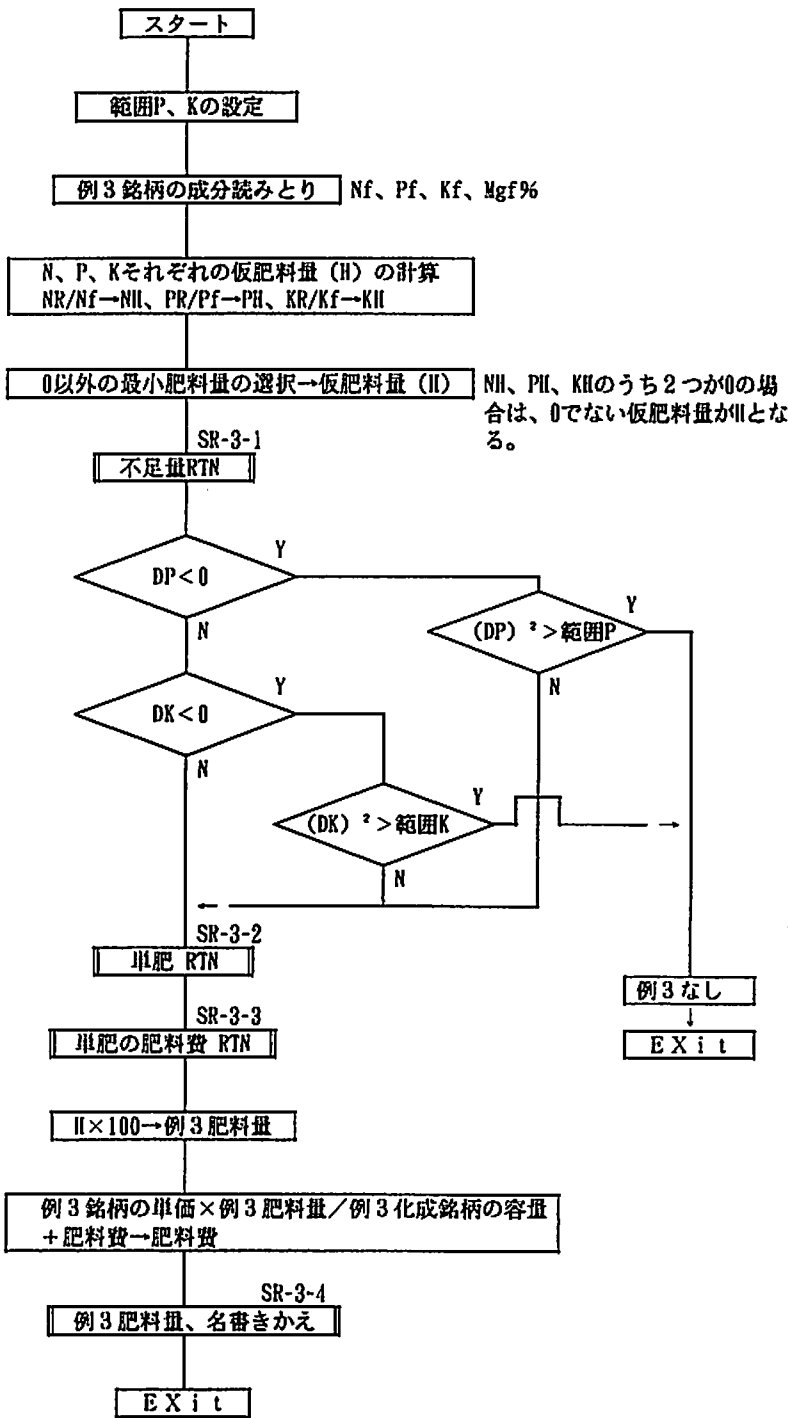 スタート
範囲P、Kの設定
例3銘柄の成分読みとり
Nf、Pf、Kf、Mgf%
N、P、Kそれぞれの仮肥料量(H)の計算
NR/Nf→NH、PR/Pf→PH、KR/Kf→KH
0以外の最小肥料量の選択→仮肥料量(H)
NH、PH、KHのうち2つが0の場
合は、0でない仮肥料量がHとな
る。
SR-3-1
不足量RTN
DP<0
Y
N
(DP)²>範囲P
Y
N
DK<0
Y
N
(DK)²>範囲K
Y
N
SR-3-2
単肥 RTN
SR-3-3
単肥の肥料費 RTN
例3なし
↓
EXit
H×100→例3肥料量
例3銘柄の単価×例3肥料量/例3化成銘柄の容量
+肥料費→肥料費
SR-3-4
例3肥料量、名書きかえ
EXit